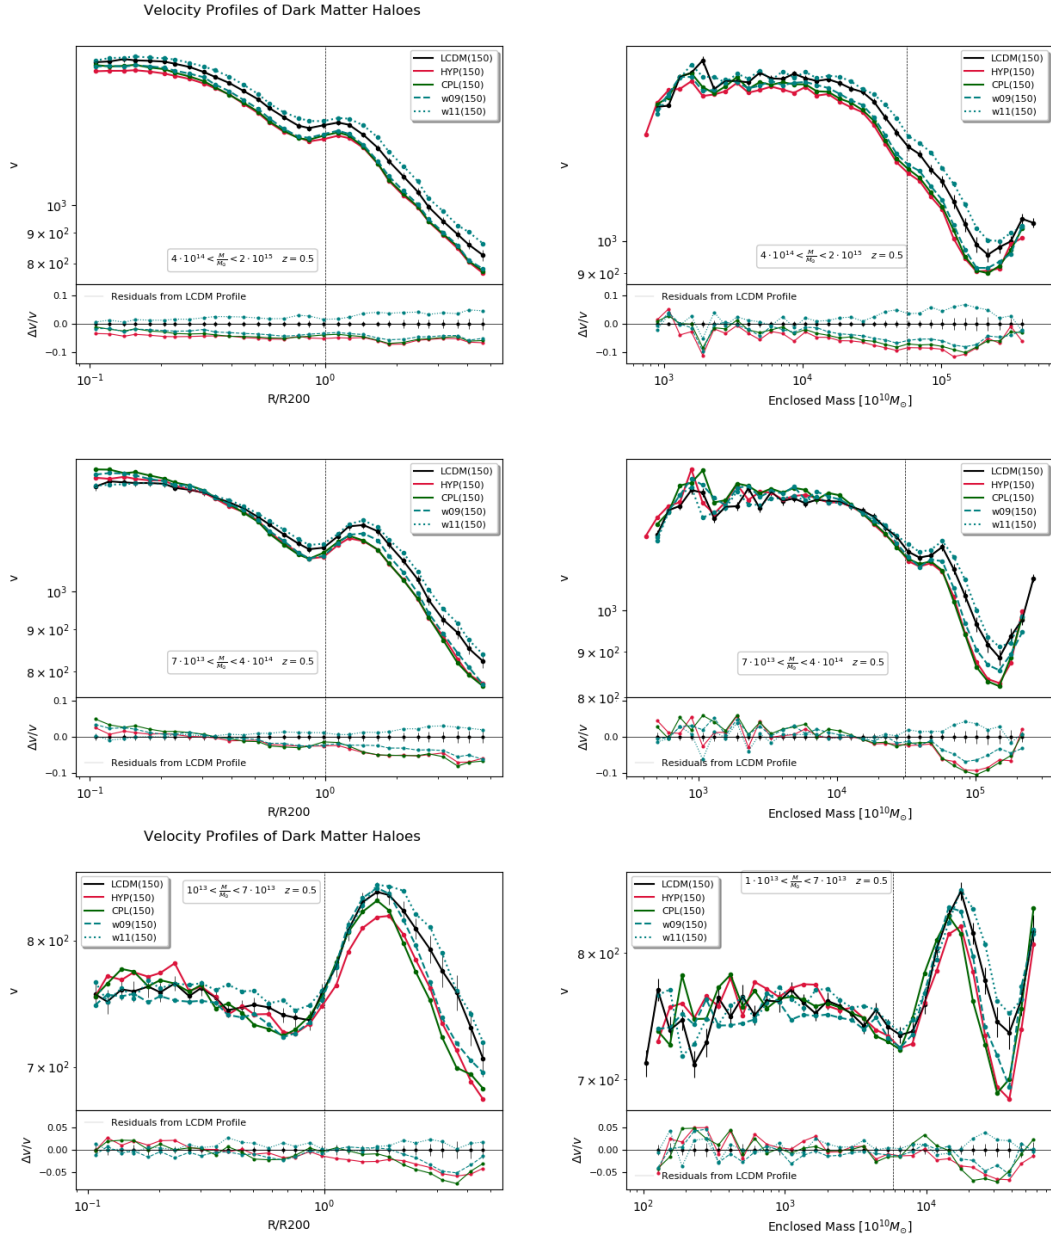 Velocity Profiles of Dark Matter Haloes
LCDM(150)
HYP(150)
CPL(150)
w09(150)
w11(150)
v
10³
9 × 10²
8 × 10²
4·10¹⁴ < M/M₀ < 2·10¹⁵ z=0.5
Residuals from LCDM Profile
Δv/v
0.1
0.0
−0.1
10⁻¹
10⁰
R/R200
LCDM(150)
HYP(150)
CPL(150)
w09(150)
w11(150)
v
10³
9 × 10²
4·10¹⁴ < M/M₀ < 2·10¹⁵ z=0.5
Residuals from LCDM Profile
Δv/v
0.1
0.0
−0.1
10³
10⁴
10⁵
Enclosed Mass [10¹⁰M☉]
LCDM(150)
HYP(150)
CPL(150)
w09(150)
w11(150)
v
10³
9 × 10²
8 × 10²
7·10¹³ < M/M₀ < 4·10¹⁴ z=0.5
0.1
0.0
−0.1
Δv/v
Residuals from LCDM Profile
10⁻¹
10⁰
R/R200
LCDM(150)
HYP(150)
CPL(150)
w09(150)
w11(150)
v
10³
9 × 10²
8 × 10²
7·10¹³ < M/M₀ < 4·10¹⁴ z=0.5
0.0
−0.1
Δv/v
Residuals from LCDM Profile
10³
10⁴
10⁵
Enclosed Mass [10¹⁰M☉]
Velocity Profiles of Dark Matter Haloes
LCDM(150)
HYP(150)
CPL(150)
w09(150)
w11(150)
10¹³ < M/M₀ < 7·10¹³ z=0.5
v
8 × 10²
7 × 10²
Residuals from LCDM Profile
Δv/v
0.05
0.00
−0.05
10⁻¹
10⁰
R/R200
LCDM(150)
HYP(150)
CPL(150)
w09(150)
w11(150)
1·10¹³ < M/M₀ < 7·10¹³ z=0.5
v
8 × 10²
7 × 10²
0.05
0.00
−0.05
Δv/v
Residuals from LCDM Profile
10²
10³
10⁴
Enclosed Mass [10¹⁰M☉]